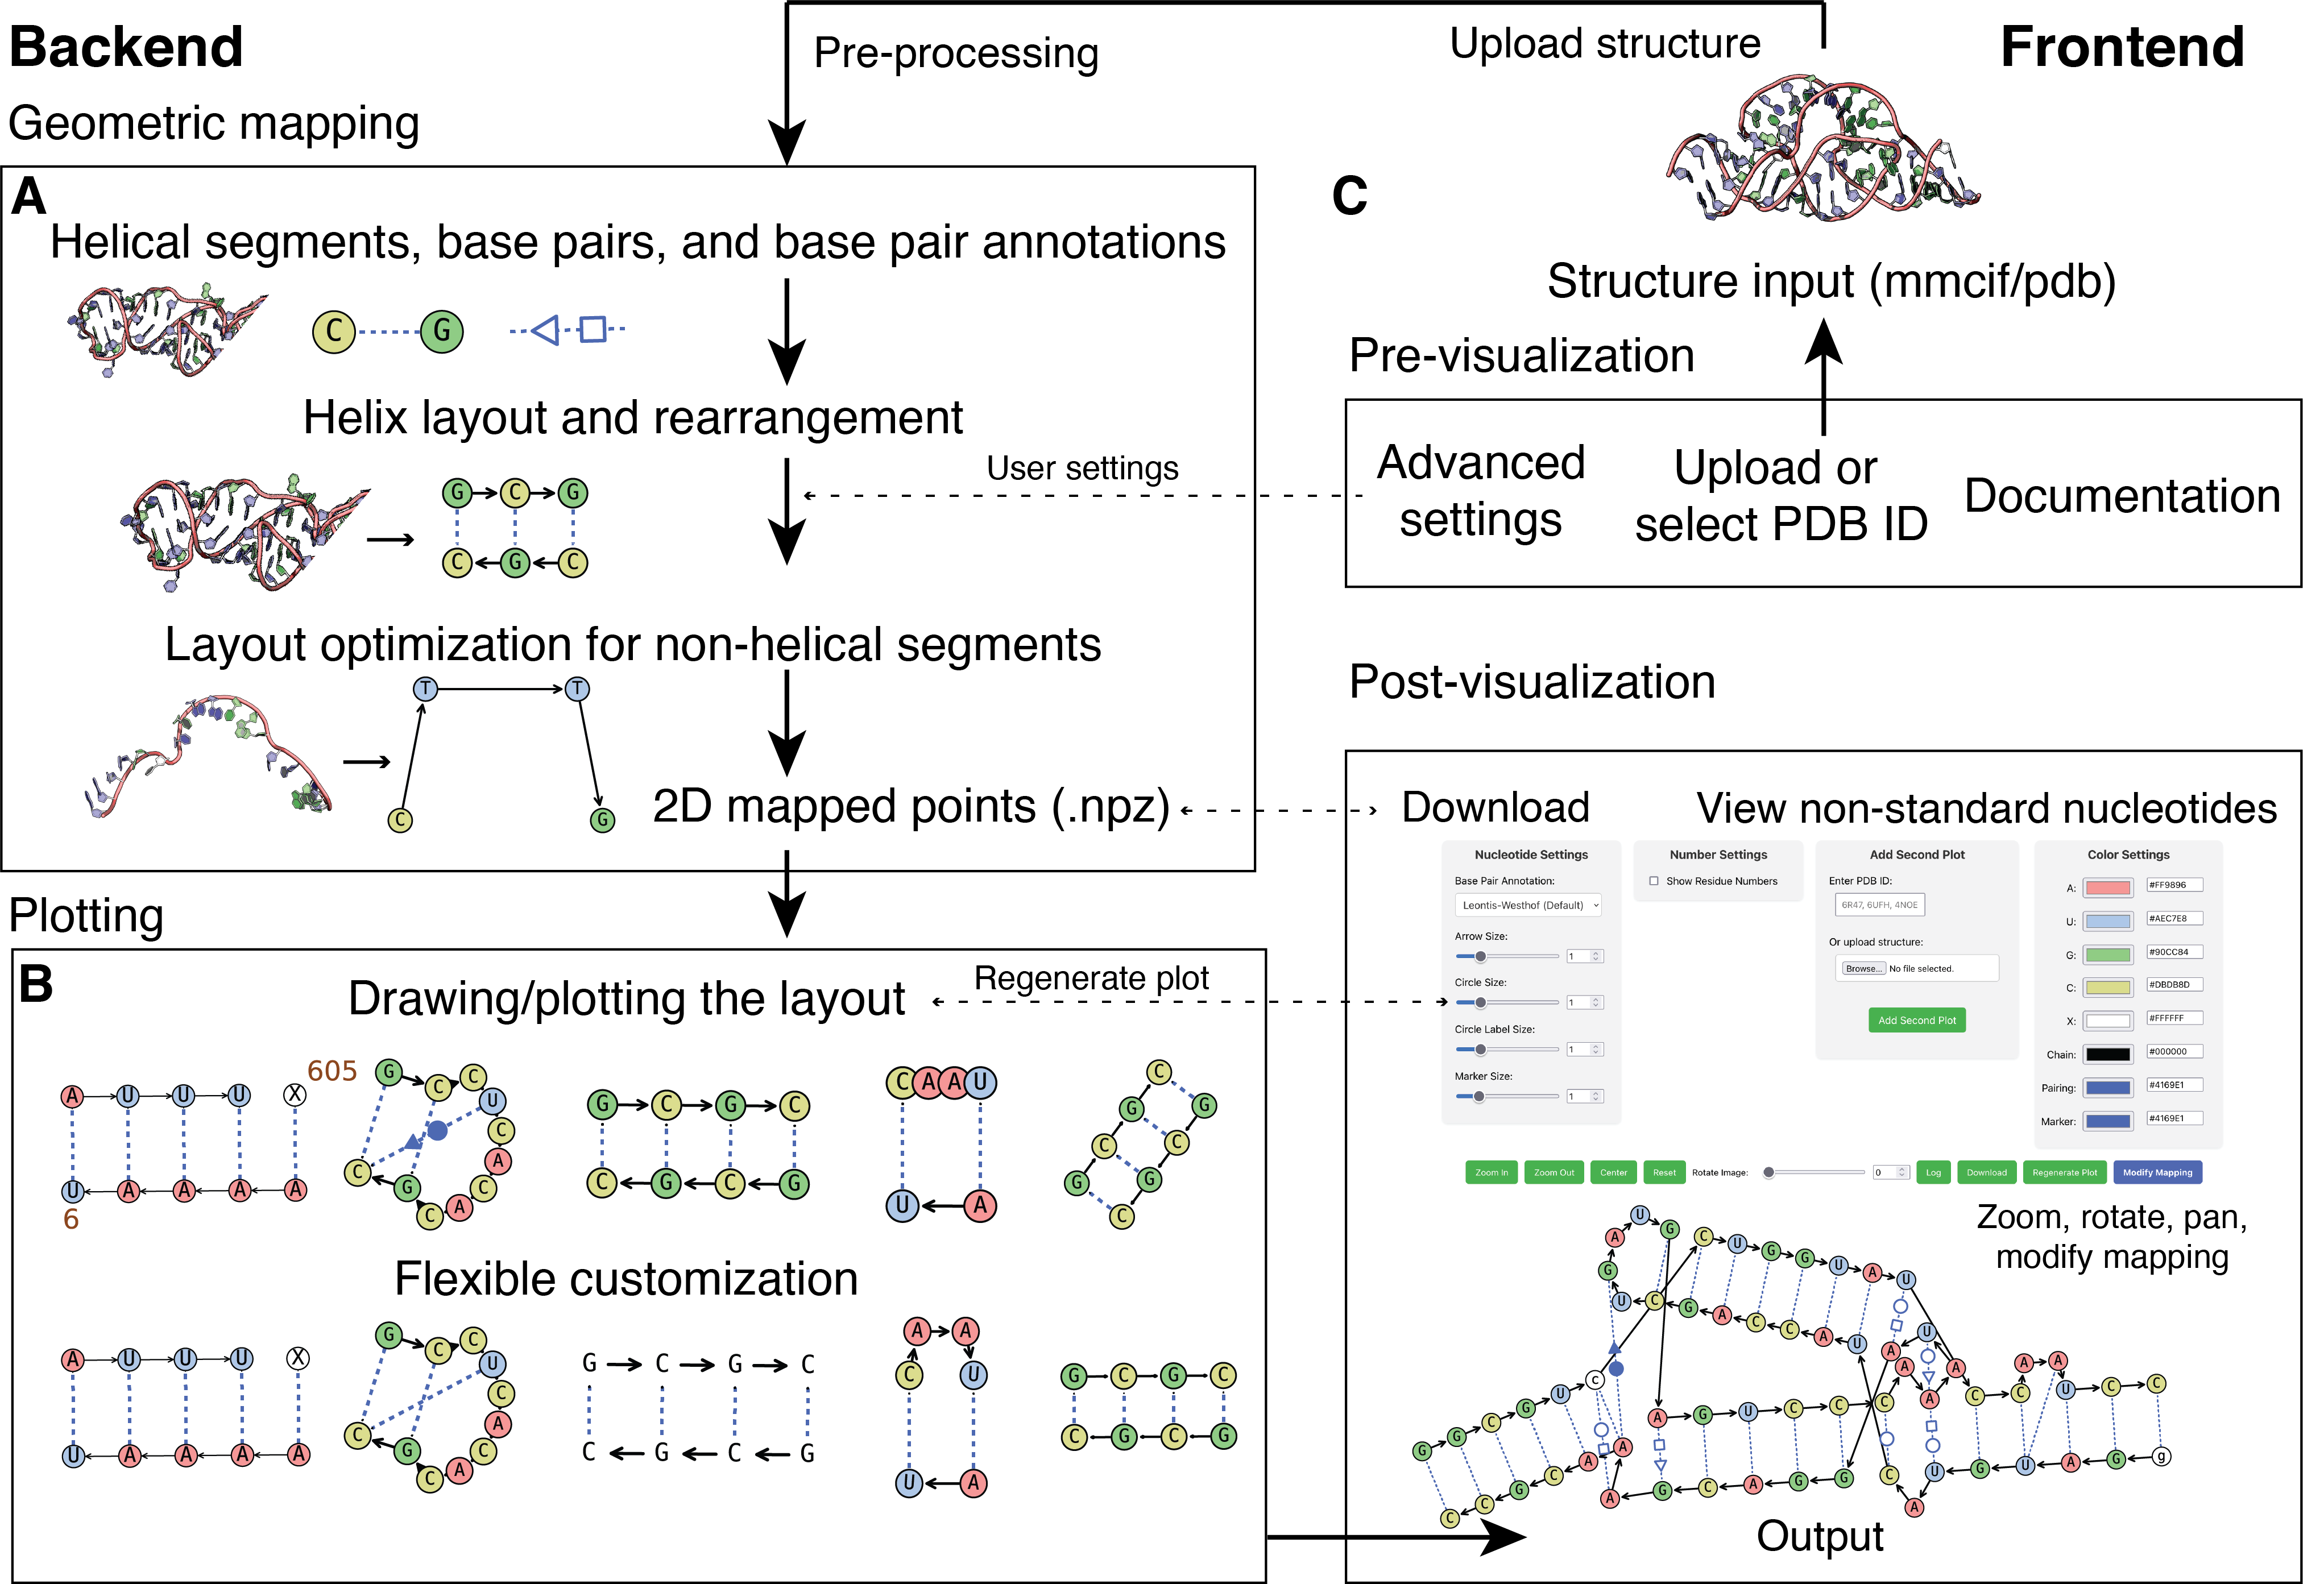 Backend
Pre-processing
Upload structure
Frontend
Geometric mapping
A
Helical segments, base pairs, and base pair annotations
C G
Helix layout and rearrangement
User settings
G C G
C G C
Layout optimization for non-helical segments
T T
C G
2D mapped points (.npz)
C
Structure input (mmcif/pdb)
Pre-visualization
Advanced
settings
Upload or
select PDB ID
Documentation
Post-visualization
Download
View non-standard nucleotides
Nucleotide Settings
Base Pair Annotation:
Leontis-Westhof (Default)
Arrow Size:
1
Circle Size:
1
Circle Label Size:
1
Marker Size:
1
Number Settings
Show Residue Numbers
Add Second Plot
Enter PDB ID:
6R47, 6UFH, 4NOE
Or upload structure:
Browse... No file selected.
Add Second Plot
Color Settings
A: #FF9896
U: #AEC7E8
G: #90CC84
C: #DBDB8D
X: #FFFFFF
Chain: #000000
Pairing: #4169E1
Marker: #4169E1
Zoom In Zoom Out Center Reset Rotate Image: 0 Log Download Regenerate Plot Modify Mapping
Zoom, rotate, pan,
modify mapping
A U G
G U C G A C C A U
C U G G U A U
G G C G U c
C C G C A A A
A G U C C C
G C A G G
A U A A A
C C A A U C C
C A U G U A G g
Output
Plotting
B
Drawing/plotting the layout
Regenerate plot
A U U U X
U A A A A
605
6
G C C U C A C A C G C
G C G C
C G C G
C A A U
U A
C G
G C
C G
G C
Flexible customization
A U U U X
U A A A A
G C C U C A C A C G C
G C G C
C G C G
A A
C U
U A
G C G C
C G C G